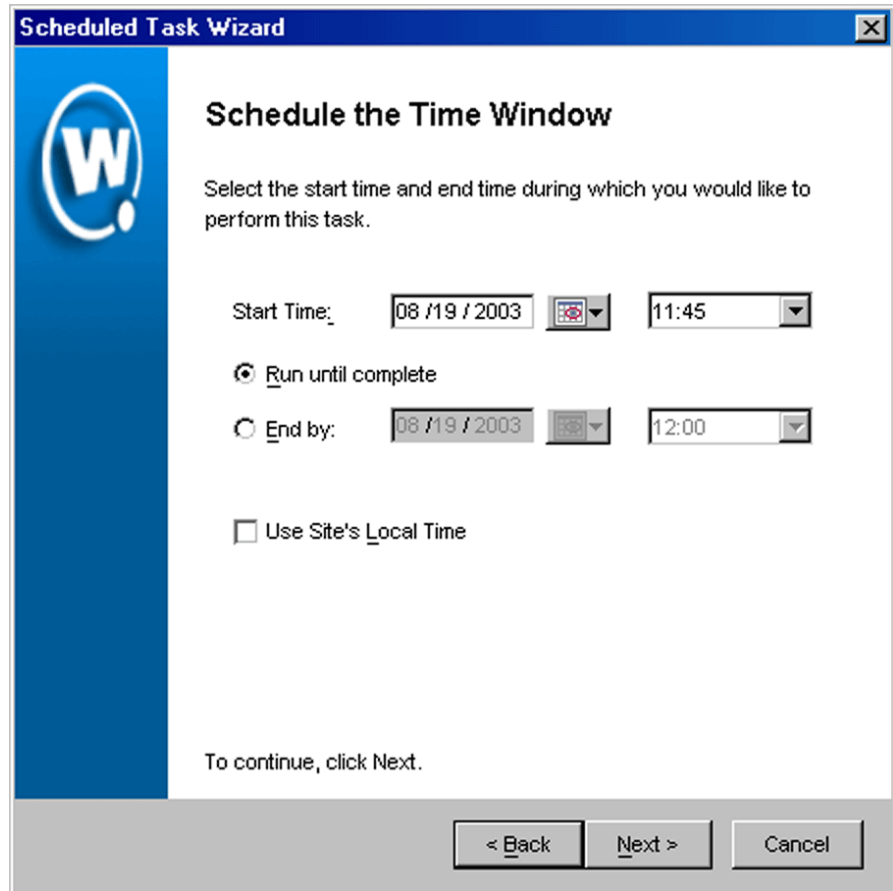 Scheduled Task Wizard
W
Schedule the Time Window
Select the start time and end time during which you would like to
perform this task.
Start Time: 08 /19 / 2003 11:45
Run until complete
End by: 08 /19 / 2003 12:00
Use Site's Local Time
To continue, click Next.
< Back Next > Cancel